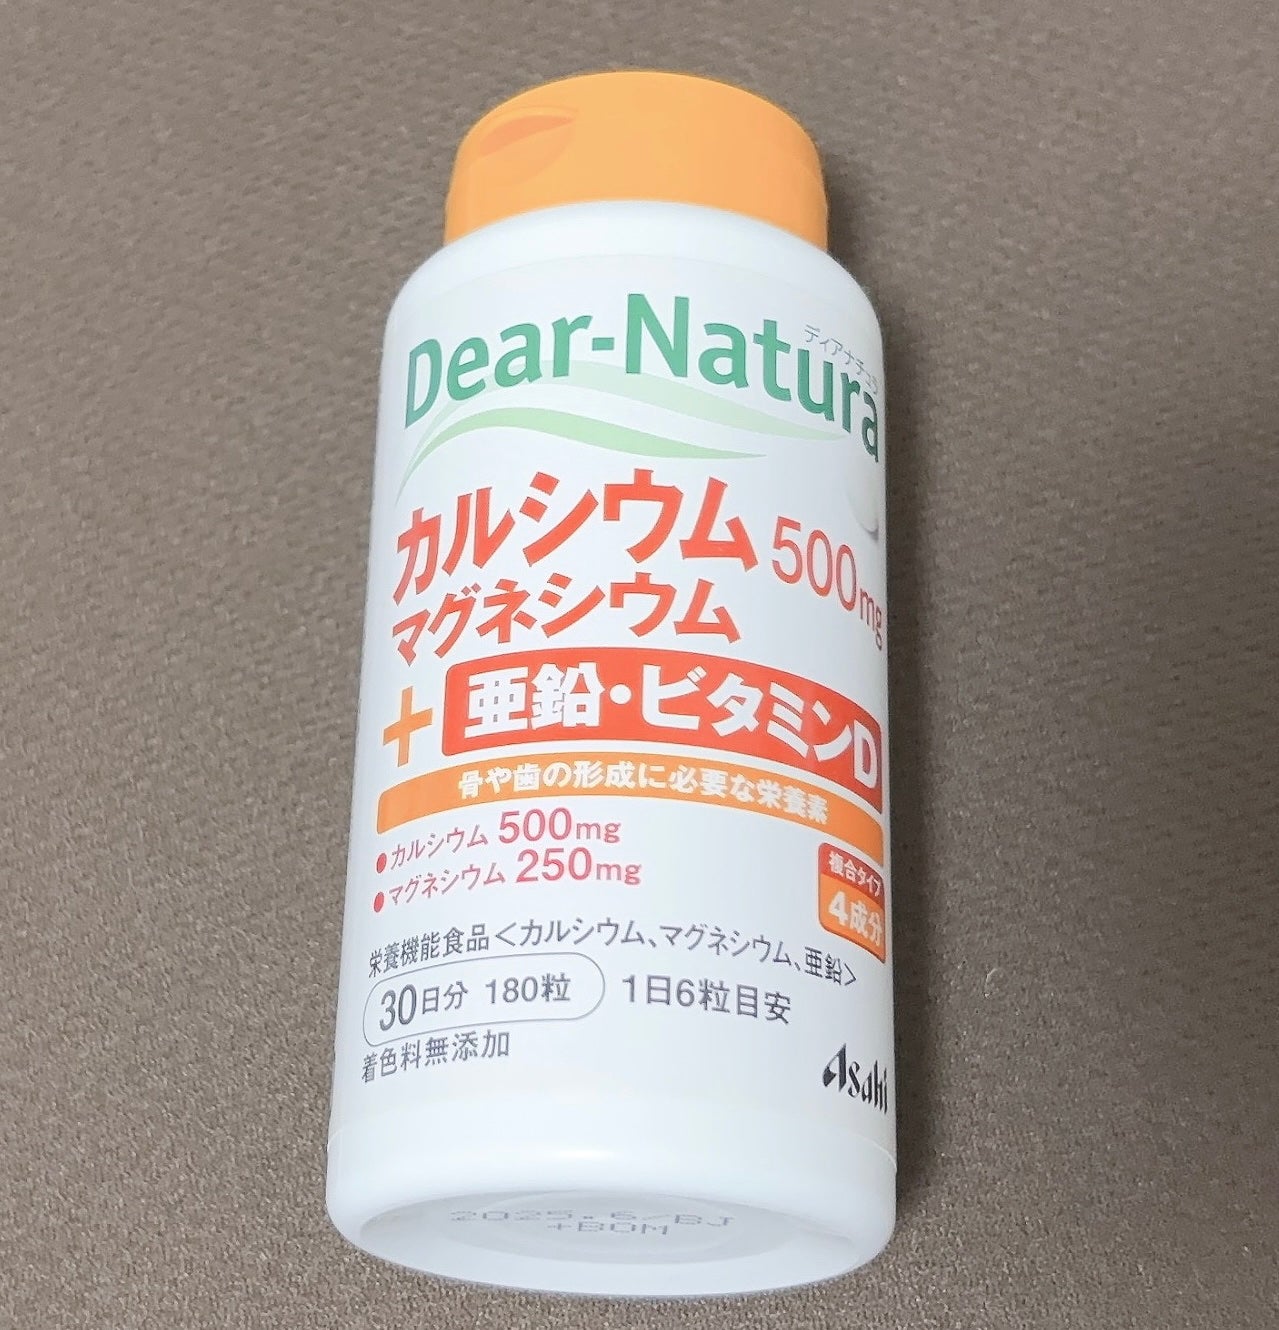 ディアナチュラ
Dear-Natura
カルシウム 500mg
マグネシウム
+ 亜鉛・ビタミンD
骨や歯の形成に必要な栄養素
●カルシウム 500mg
●マグネシウム 250mg
複合タイプ
4成分
栄養機能食品<カルシウム、マグネシウム、亜鉛>
30日分 180粒 1日6粒目安
着色料無添加
Asahi
2025.6/BJ
+BOM